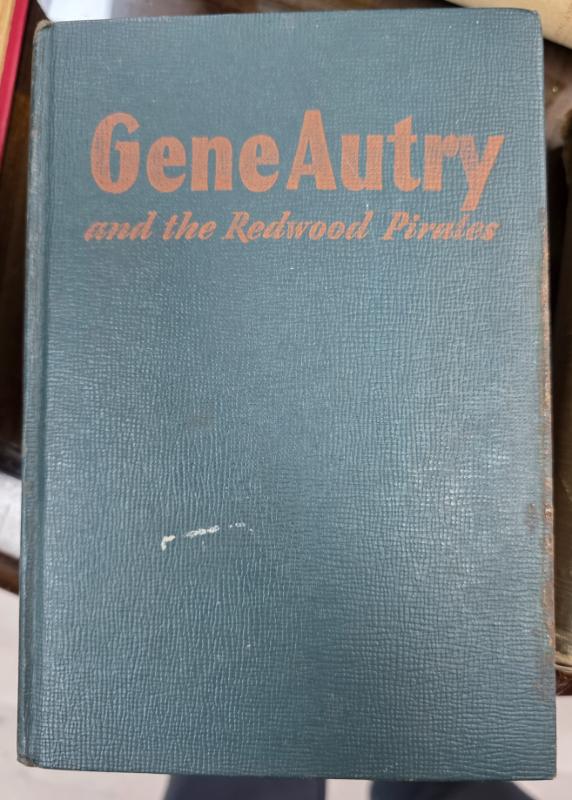 Gene Autry
and the Redwood Pirates